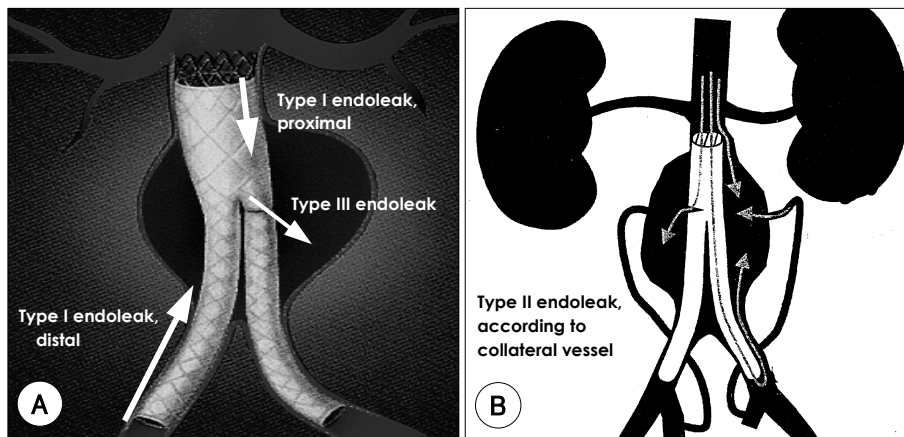 Type I endoleak,
proximal
Type III endoleak
Type I endoleak,
distal
A
Type II endoleak,
according to
collateral vessel
B